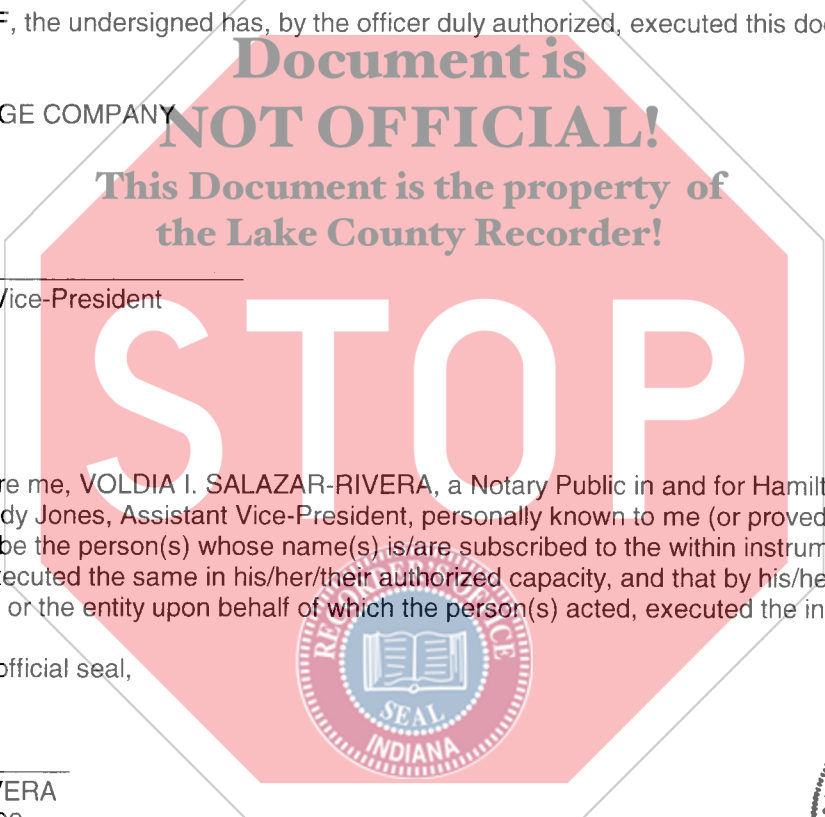 F, the undersigned has, by the officer duly authorized, executed this doc
Document is
GE COMPANY
NOT OFFICIAL!
This Document is the property of
the Lake County Recorder!
Vice-President
STOP
re me, VOLDIA I. SALAZAR-RIVERA, a Notary Public in and for Hamilt
dy Jones, Assistant Vice-President, personally known to me (or proved
be the person(s) whose name(s) is/are subscribed to the within instrum
ecuted the same in his/her/their authorized capacity, and that by his/he
or the entity upon behalf of which the person(s) acted, executed the in
RECORDER'S OFFICE
official seal,
SEAL
INDIANA
VERA